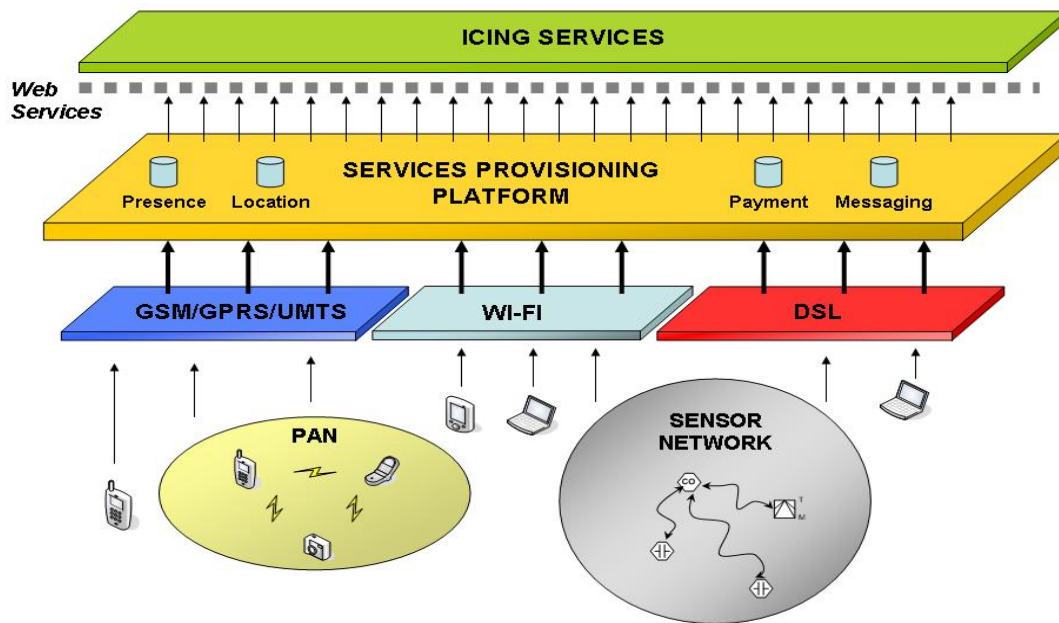 ICING SERVICES
Web
Services
SERVICES PROVISIONING
PLATFORM
Presence
Location
Payment
Messaging
GSM/GPRS/UMTS
WI-FI
DSL
PAN
SENSOR
NETWORK
CO
T
M